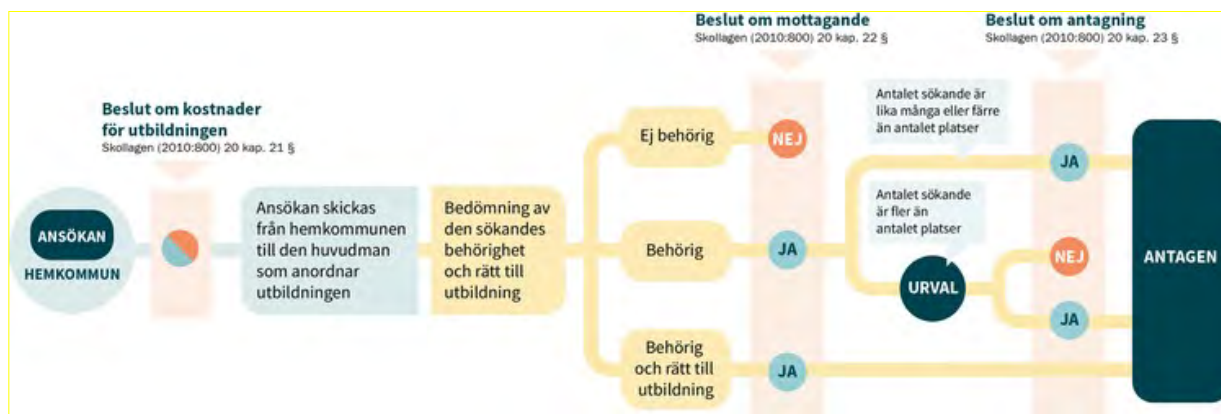 Beslut om kostnader
för utbildningen
Skollagen (2010:800) 20 kap. 21 §
Beslut om mottagande
Skollagen (2010:800) 20 kap. 22 §
Beslut om antagning
Skollagen (2010:800) 20 kap. 23 §
ANSÖKAN
HEMKOMMUN
Ansökan skickas
från hemkommunen
till den huvudman
som anordnar
utbildningen
Bedömning av
den sökandes
behörighet
och rätt till
utbildning
Ej behörig
NEJ
Behörig
JA
Behörig
och rätt till
utbildning
JA
Antalet sökande är
lika många eller färre
än antalet platser
JA
Antalet sökande
är fler än
antalet platser
URVAL
NEJ
JA
ANTAGEN